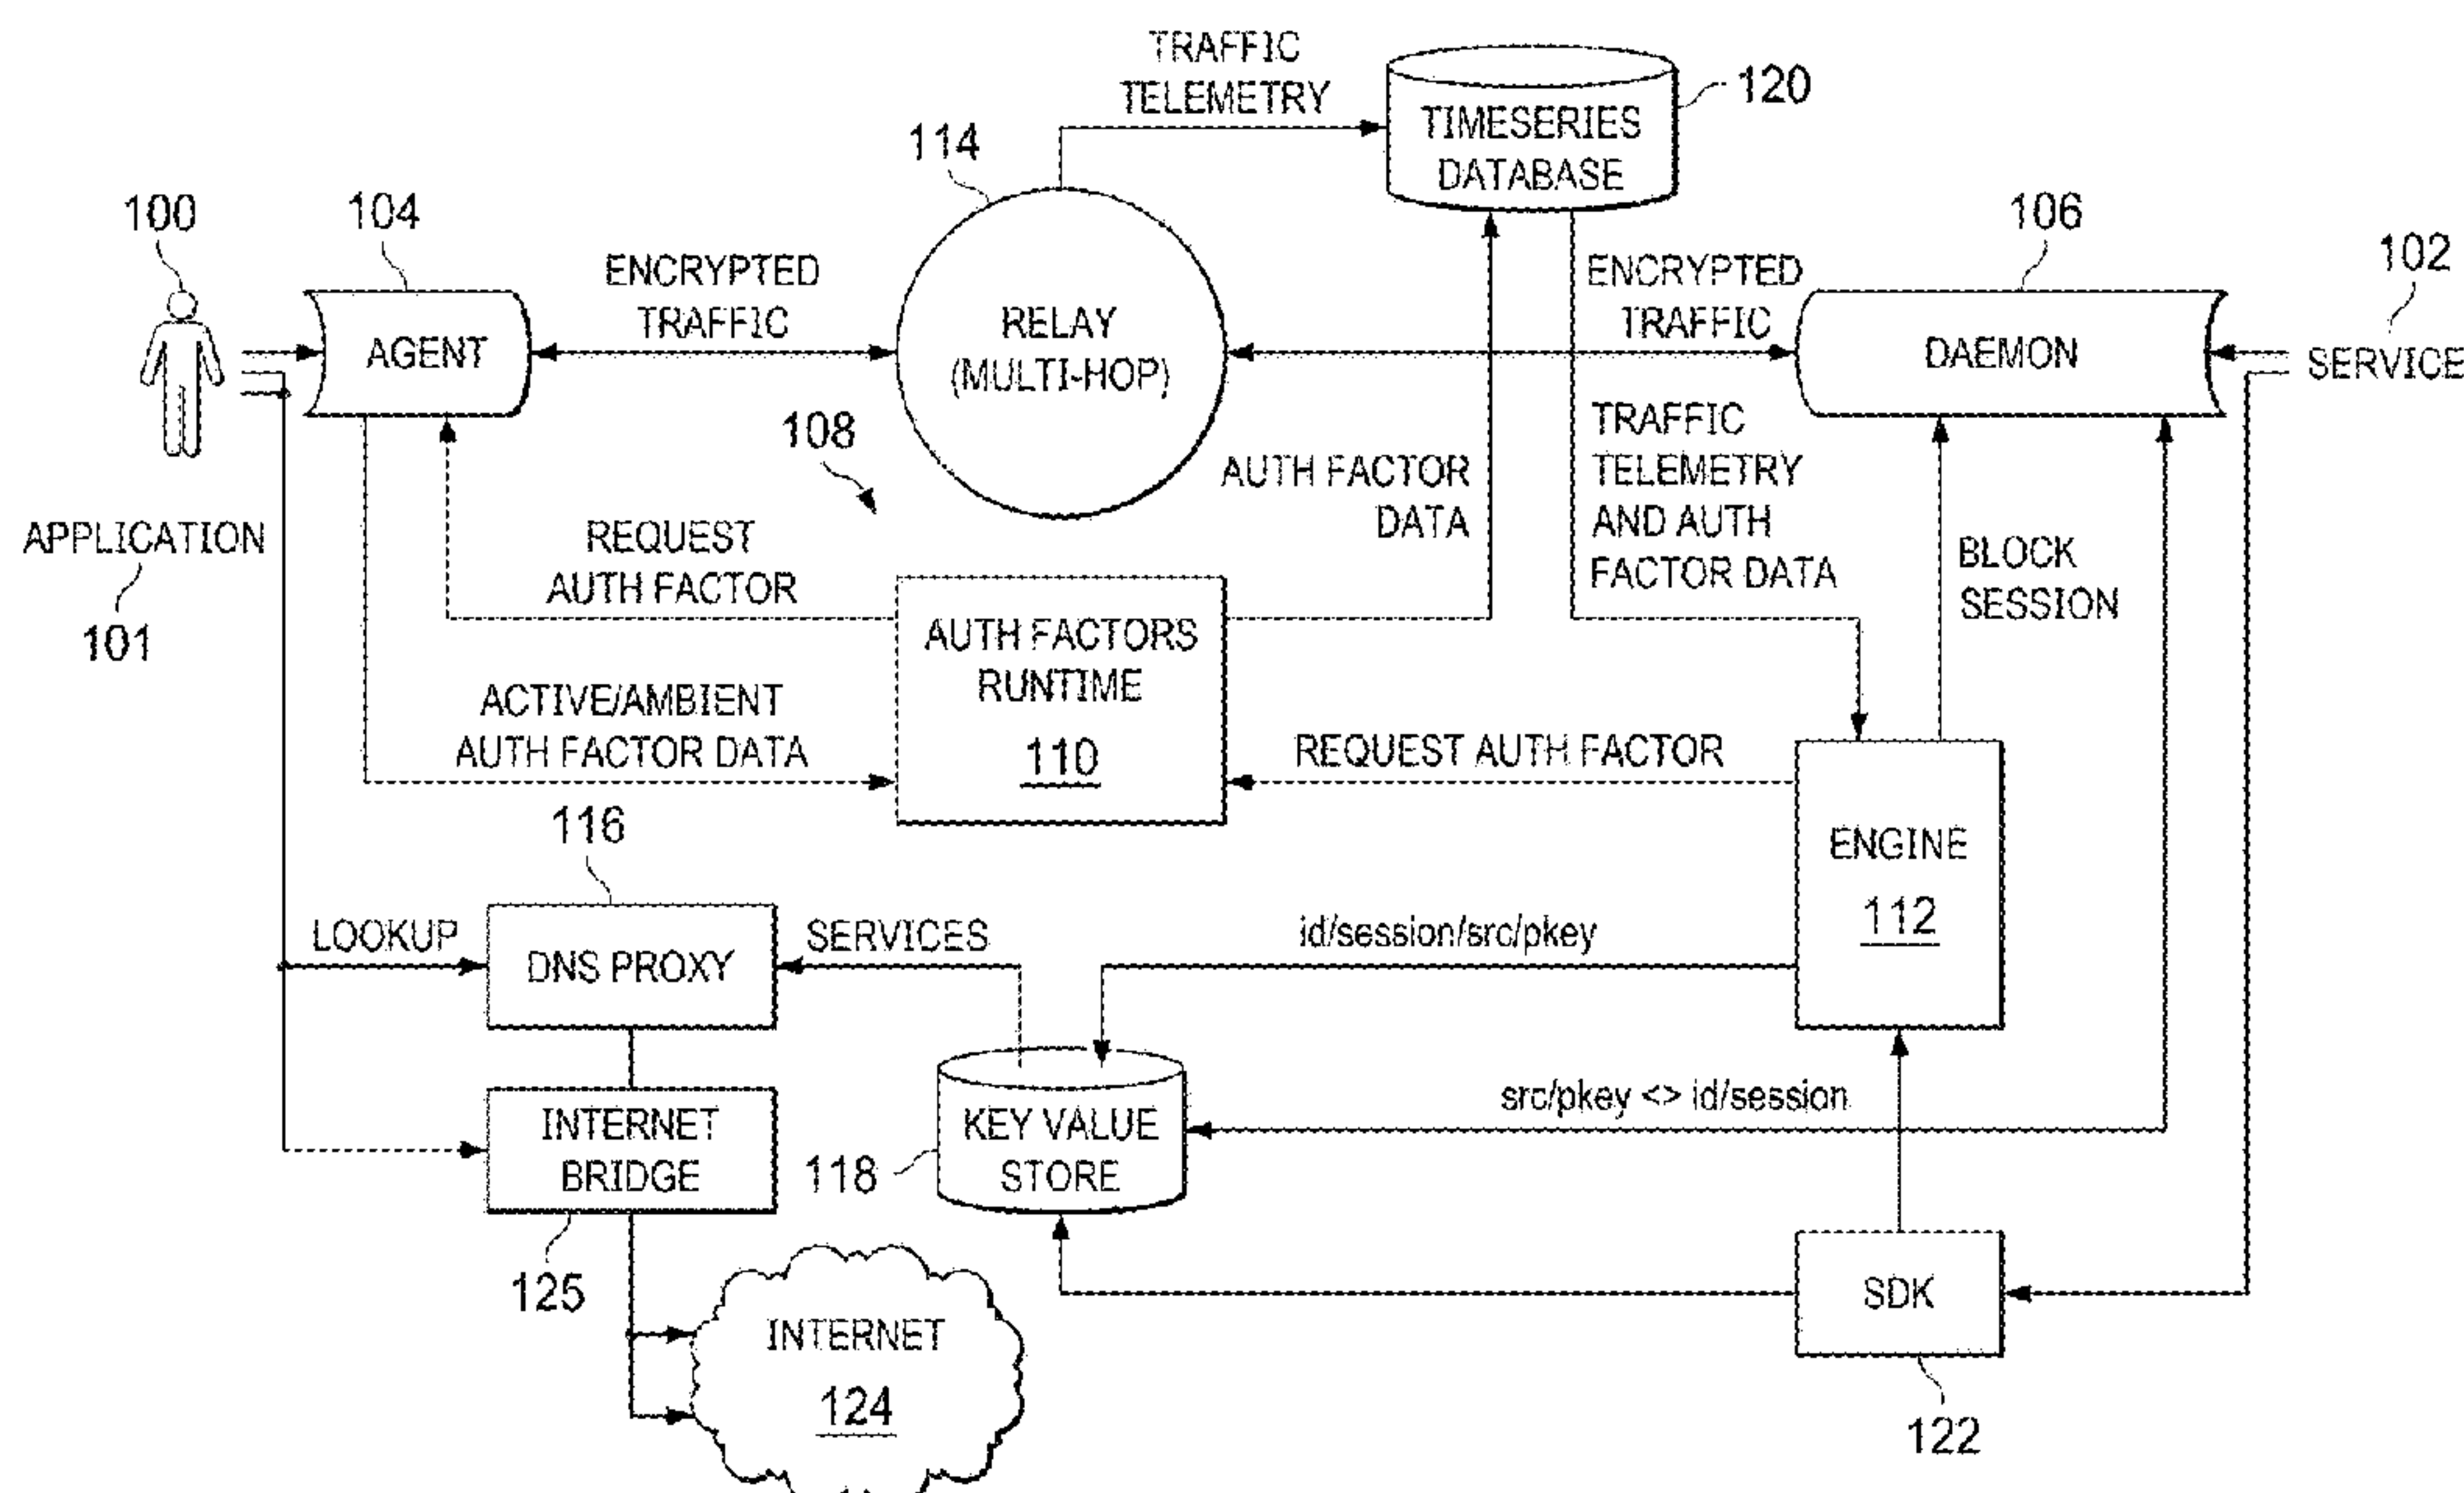 TRAFFIC
TELEMETRY
120
TIMESERIES
DATABASE
114
100
104
106
102
ENCRYPTED
TRAFFIC
ENCRYPTED
TRAFFIC
AGENT
RELAY
(MULTI-HOP)
DAEMON
SERVICE
108
AUTH FACTOR
DATA
TRAFFIC
TELEMETRY
AND AUTH
FACTOR DATA
APPLICATION
101
REQUEST
AUTH FACTOR
BLOCK
SESSION
AUTH FACTORS
RUNTIME
110
ACTIVE/AMBIENT
AUTH FACTOR DATA
REQUEST AUTH FACTOR
116
ENGINE
112
LOOKUP
DNS PROXY
SERVICES
id/session/src/pkey
INTERNET
BRIDGE
KEY VALUE
STORE
src/pkey <> id/session
118
125
SDK
INTERNET
124
122